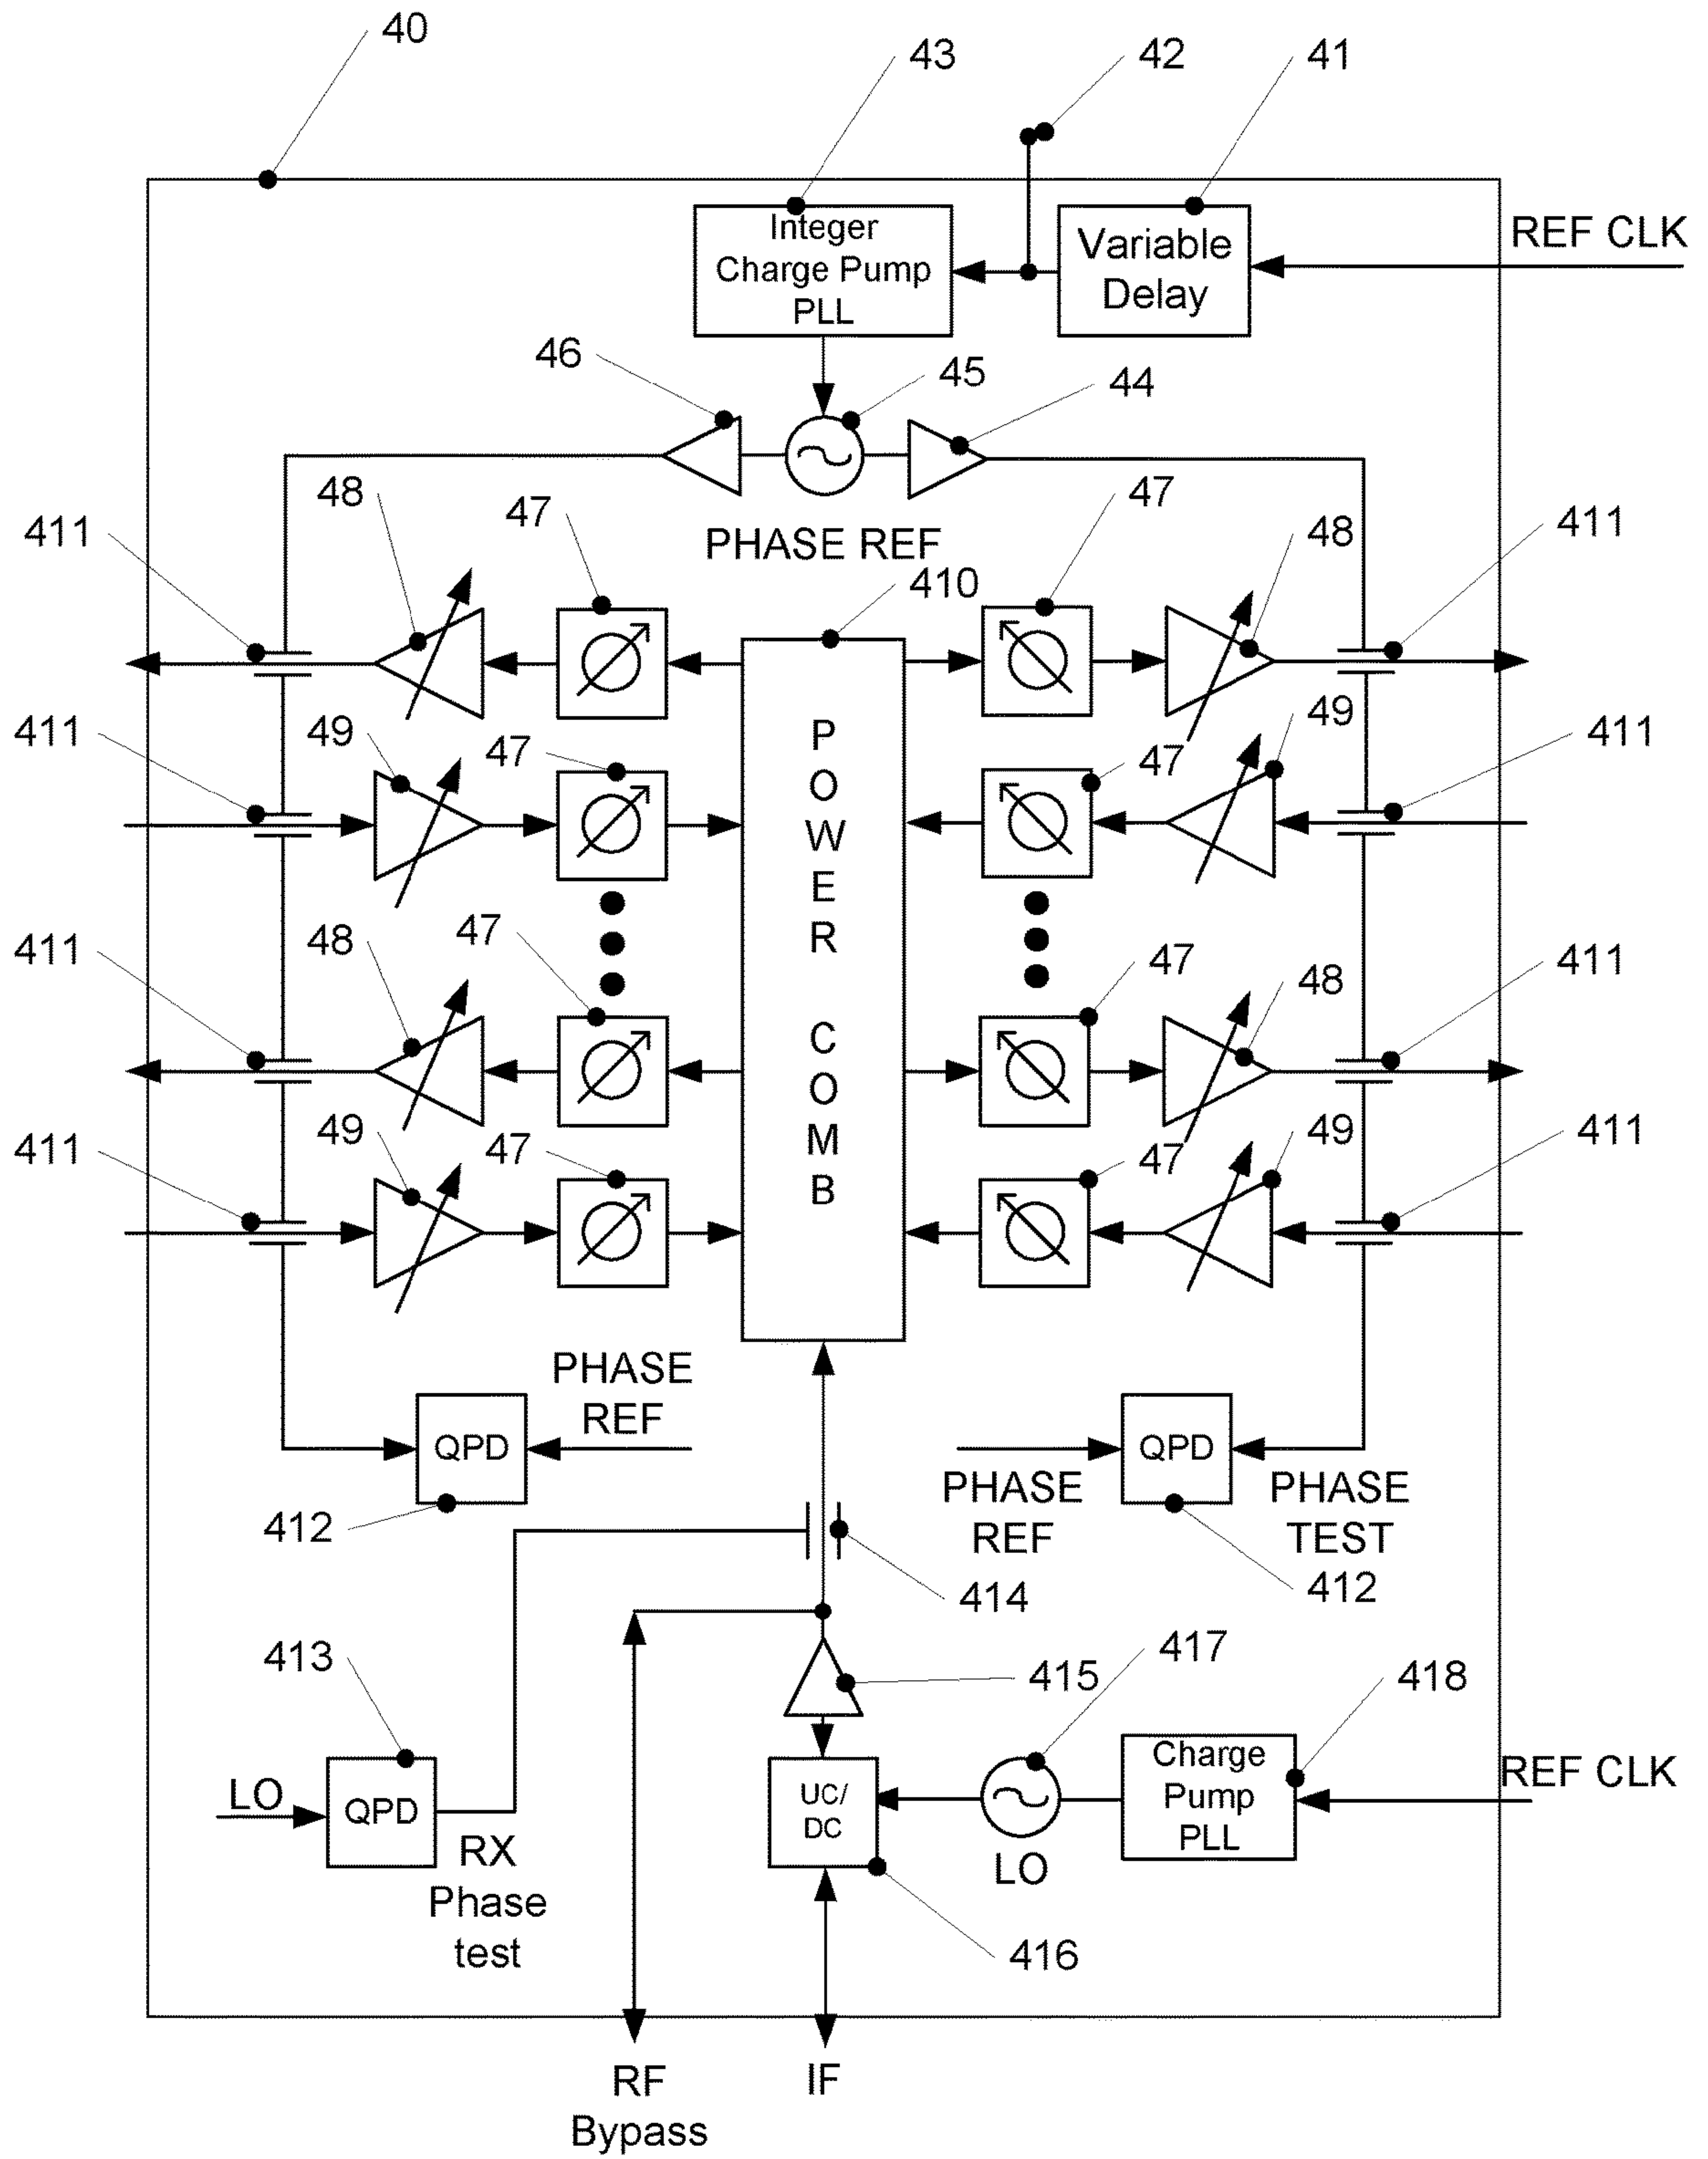 40
43
42
41
Integer
Charge Pump
PLL
Variable
Delay
REF CLK
46
45
44
48
47
PHASE REF
47
48
411
411
410
411
49
47
47
49
411
POWER COMB
411
48
47
47
48
411
411
49
47
47
49
411
PHASE
REF
QPD
412
PHASE
REF
QPD
PHASE
TEST
412
414
413
415
417
418
LO
QPD
RX
Phase
test
UC/
DC
LO
Charge
Pump
PLL
REF CLK
416
RF
Bypass
IF